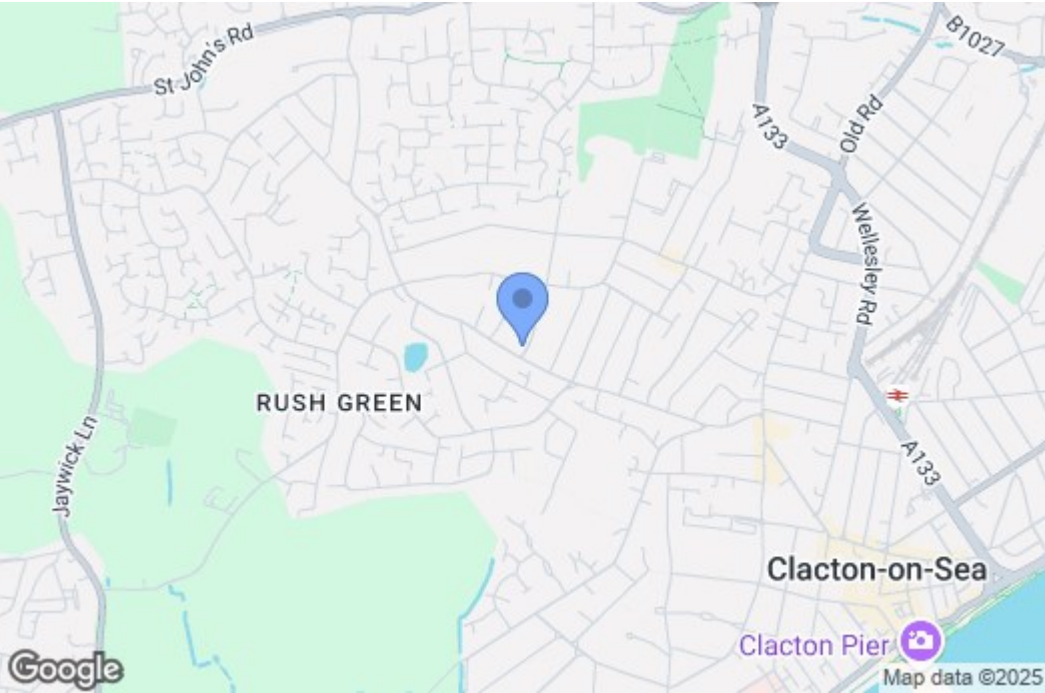 St John's Rd
B1027
A133
Old Rd
Wellesley Rd
RUSH GREEN
Jaywick Ln
A133
Clacton-on-Sea
Clacton Pier
Google
Map data ©2025